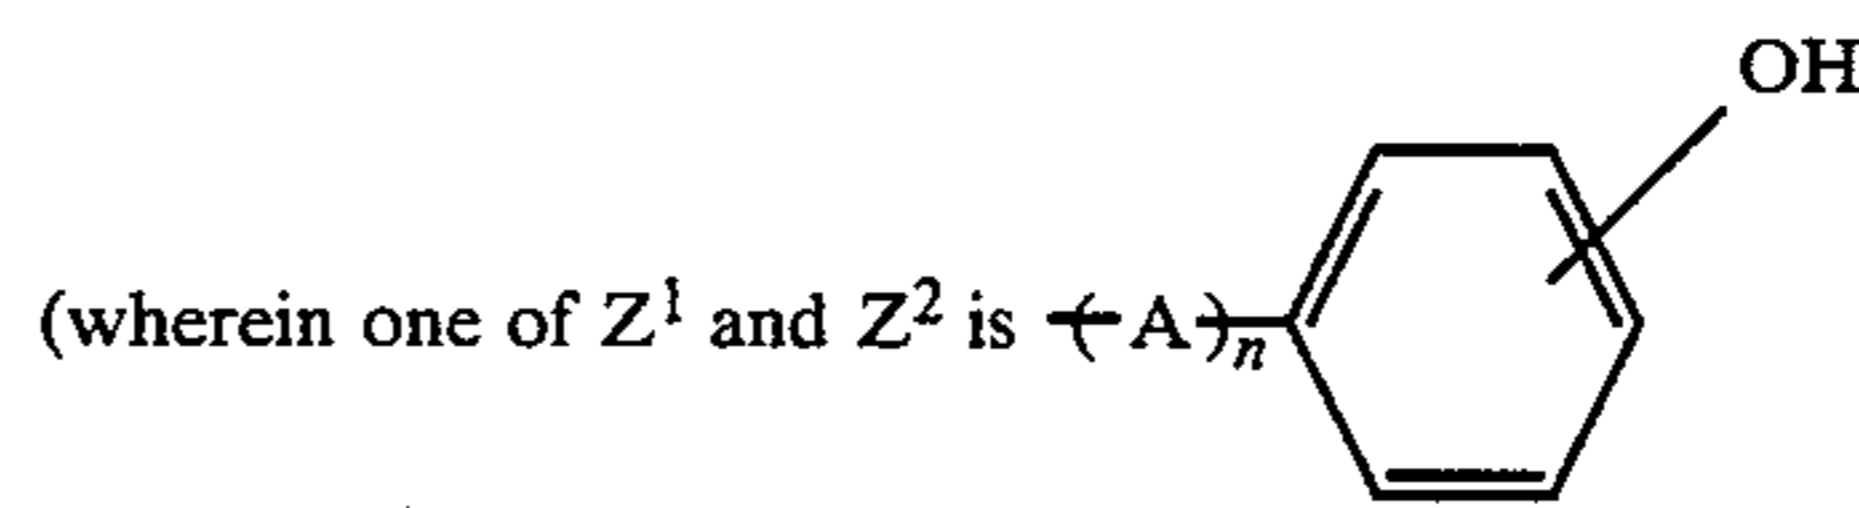 OH
(wherein one of Z¹ and Z² is —(A)—n